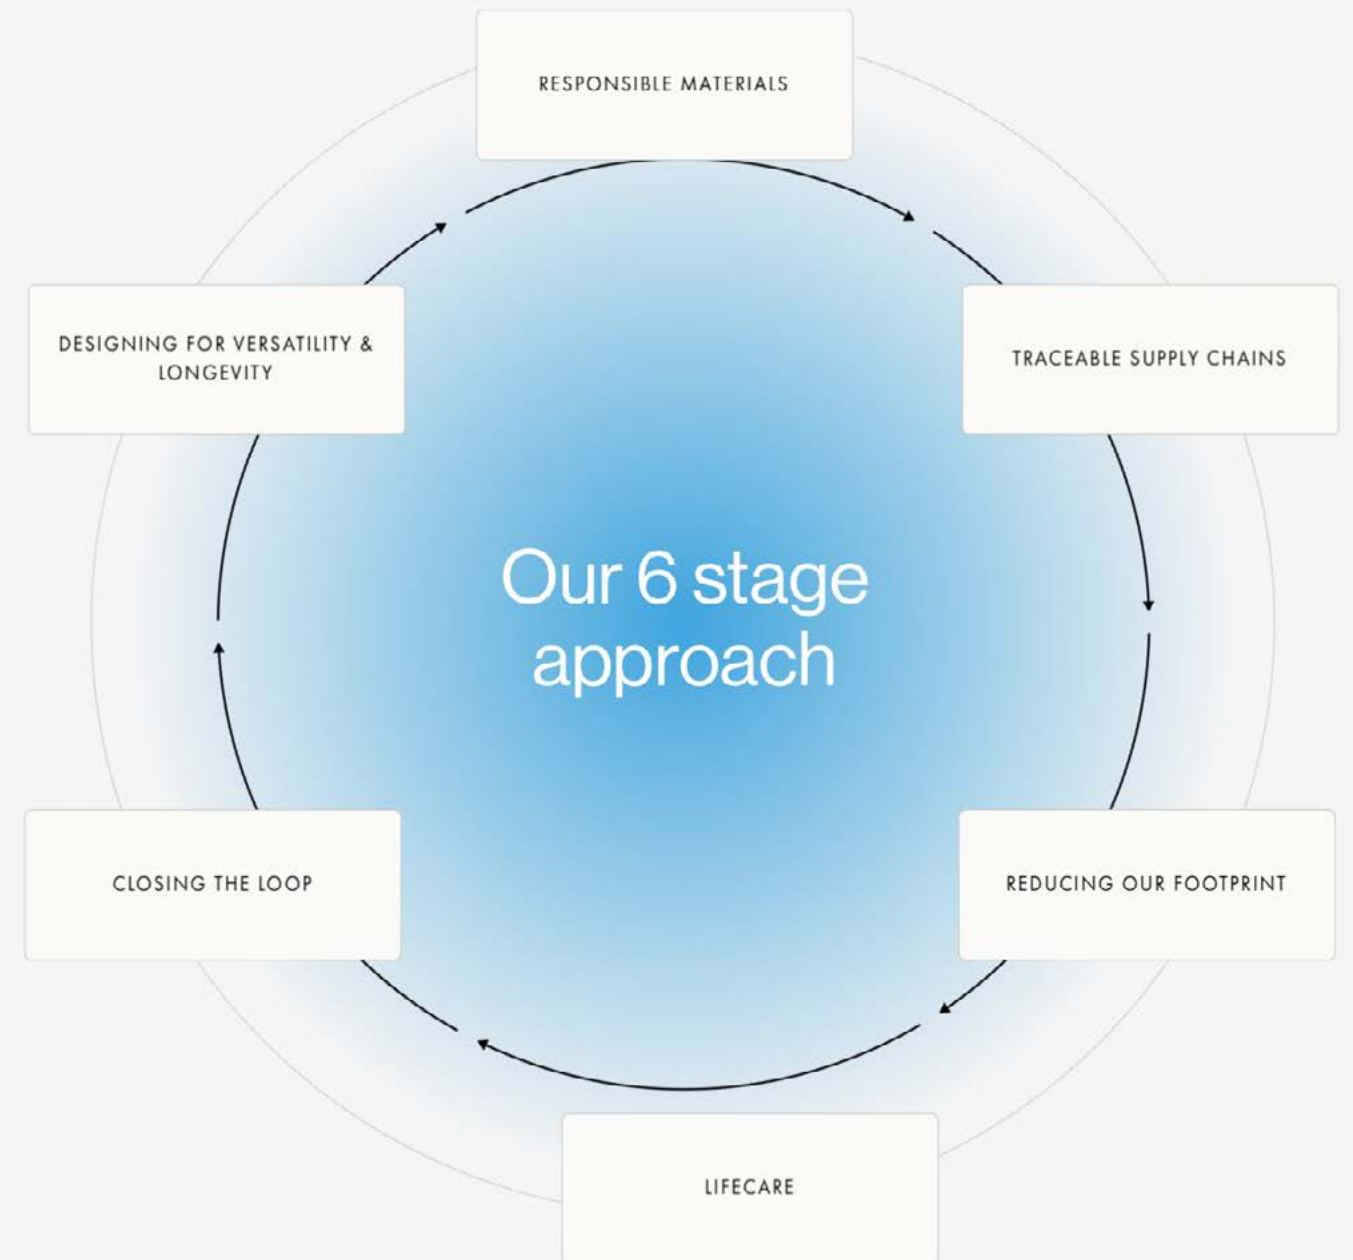 RESPONSIBLE MATERIALS
DESIGNING FOR VERSATILITY &
LONGEVITY
TRACEABLE SUPPLY CHAINS
Our 6 stage
approach
CLOSING THE LOOP
REDUCING OUR FOOTPRINT
LIFECARE